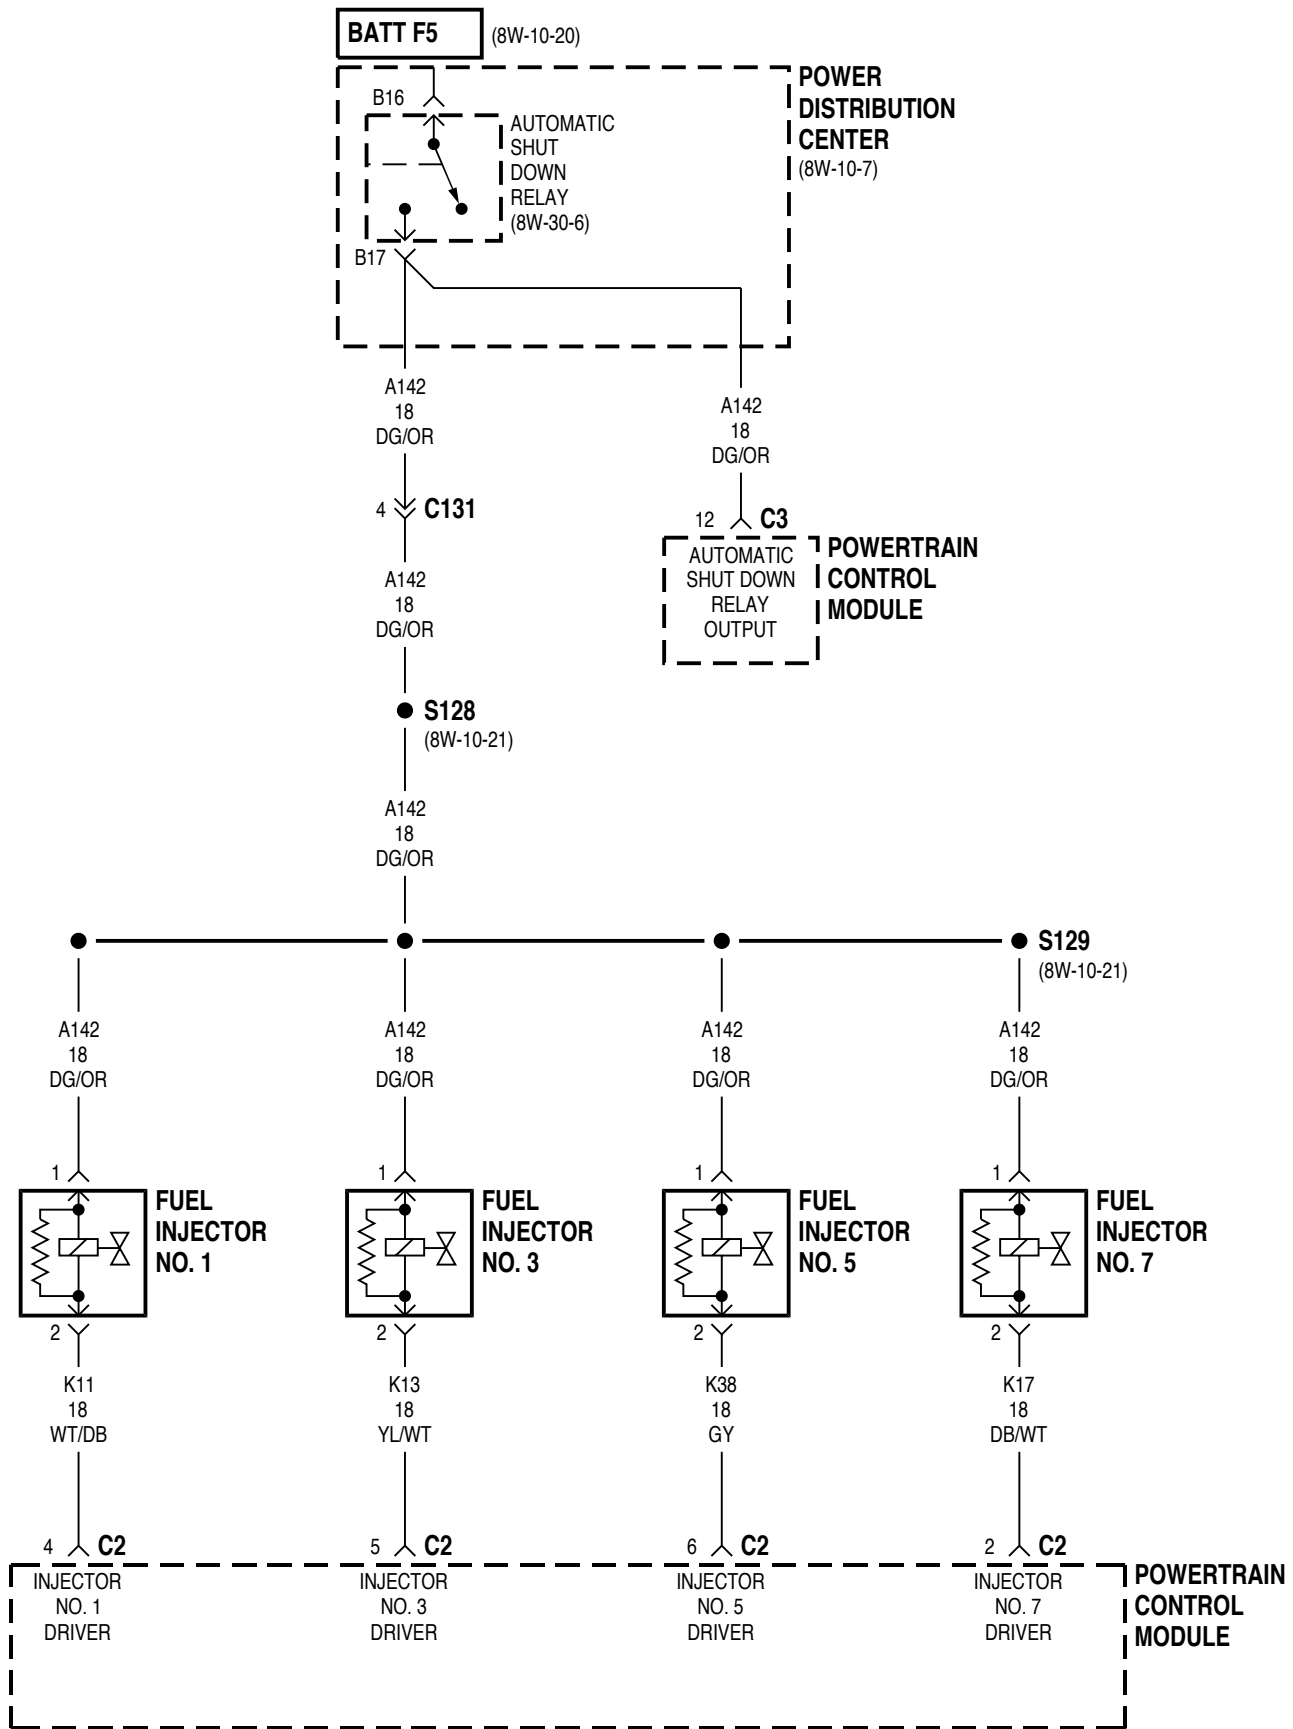 BATT F5 (8W-10-20)
POWER
DISTRIBUTION
CENTER
(8W-10-7)
B16
AUTOMATIC
SHUT
DOWN
RELAY
(8W-30-6)
B17
A142
18
DG/OR
A142
18
DG/OR
4 C131
12 C3
AUTOMATIC
SHUT DOWN
RELAY
OUTPUT
POWERTRAIN
CONTROL
MODULE
A142
18
DG/OR
S128
(8W-10-21)
A142
18
DG/OR
S129
(8W-10-21)
A142
18
DG/OR
A142
18
DG/OR
A142
18
DG/OR
A142
18
DG/OR
1
FUEL
INJECTOR
NO. 1
2
1
FUEL
INJECTOR
NO. 3
2
1
FUEL
INJECTOR
NO. 5
2
1
FUEL
INJECTOR
NO. 7
2
K11
18
WT/DB
K13
18
YL/WT
K38
18
GY
K17
18
DB/WT
4 C2
5 C2
6 C2
2 C2
INJECTOR
NO. 1
DRIVER
INJECTOR
NO. 3
DRIVER
INJECTOR
NO. 5
DRIVER
INJECTOR
NO. 7
DRIVER
POWERTRAIN
CONTROL
MODULE